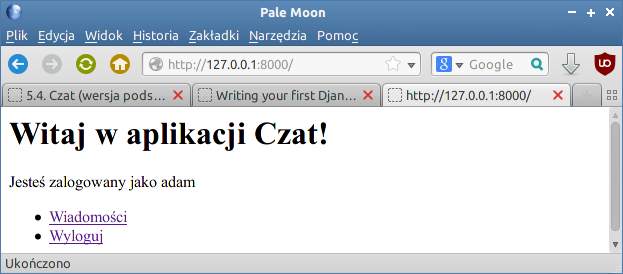 Pale Moon
Plik Edycja Widok Historia Zakładki Narzędzia Pomoc
http://127.0.0.1:8000/ Google
5.4. Czat (wersja pods... Writing your first Djan... http://127.0.0.1:8000/
Witaj w aplikacji Czat!
Jesteś zalogowany jako adam
Wiadomości
Wyloguj
Ukończono